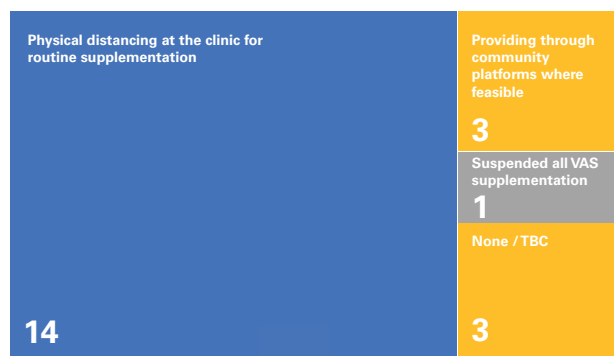 Physical distancing at the clinic for
routine supplementation
14
Providing through
community
platforms where
feasible
3
Suspended all VAS
supplementation
1
None / TBC
3